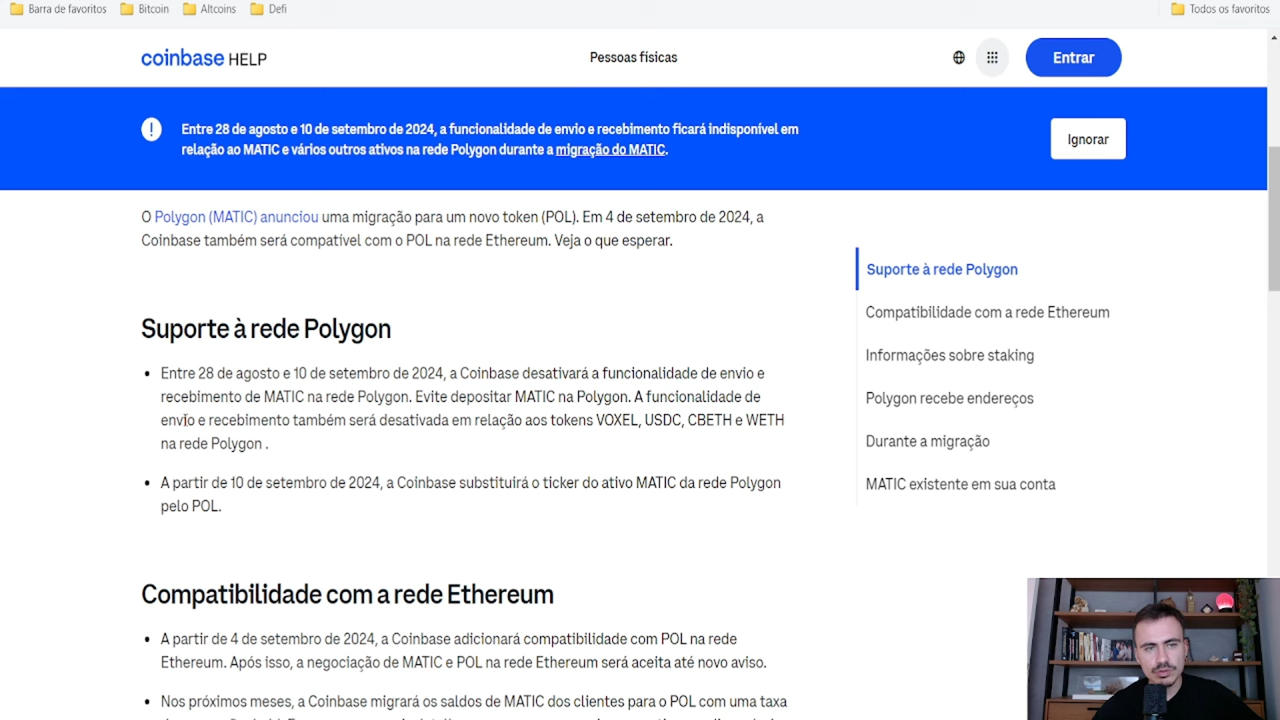 Barra de favoritos Bitcoin Altcoins Defi Todos os favoritos
coinbase HELP Pessoas físicas Entrar
Entre 28 de agosto e 10 de setembro de 2024, a funcionalidade de envio e recebimento ficará indisponível em
relação ao MATIC e vários outros ativos na rede Polygon durante a migração do MATIC.
Ignorar
O Polygon (MATIC) anunciou uma migração para um novo token (POL). Em 4 de setembro de 2024, a
Coinbase também será compatível com o POL na rede Ethereum. Veja o que esperar.
Suporte à rede Polygon
Entre 28 de agosto e 10 de setembro de 2024, a Coinbase desativará a funcionalidade de envio e
recebimento de MATIC na rede Polygon. Evite depositar MATIC na Polygon. A funcionalidade de
envio e recebimento também será desativada em relação aos tokens VOXEL, USDC, CBETH e WETH
na rede Polygon .
A partir de 10 de setembro de 2024, a Coinbase substituirá o ticker do ativo MATIC da rede Polygon
pelo POL.
Compatibilidade com a rede Ethereum
A partir de 4 de setembro de 2024, a Coinbase adicionará compatibilidade com POL na rede
Ethereum. Após isso, a negociação de MATIC e POL na rede Ethereum será aceita até novo aviso.
Nos próximos meses, a Coinbase migrará os saldos de MATIC dos clientes para o POL com uma taxa
Suporte à rede Polygon
Compatibilidade com a rede Ethereum
Informações sobre staking
Polygon recebe endereços
Durante a migração
MATIC existente em sua conta